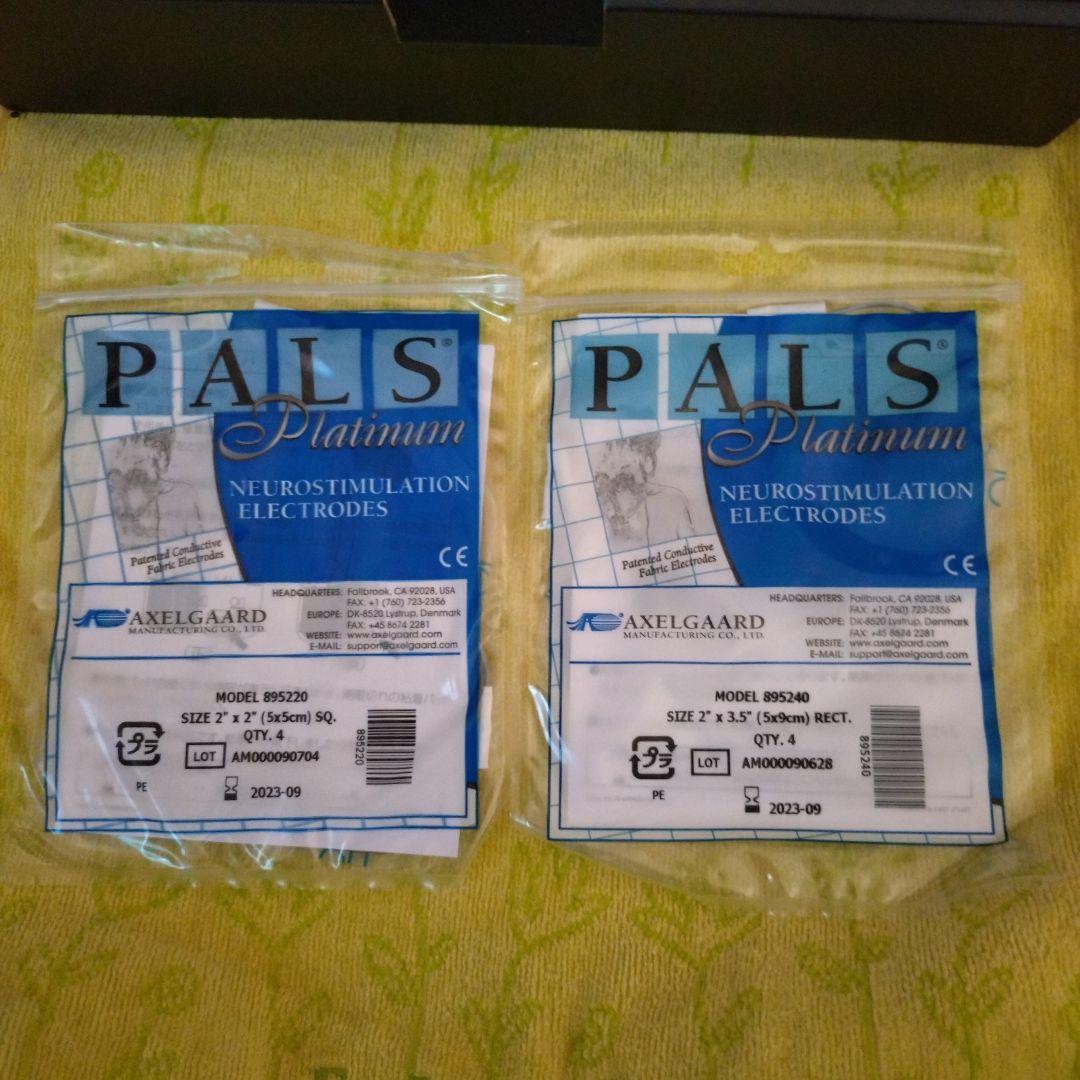 PALS®
Platinum
NEUROSTIMULATION
ELECTRODES
Patented Conductive
Fabric Electrodes
CE
AXELGAARD
MANUFACTURING CO., LTD.
HEADQUARTERS: Fallbrook, CA 92028, USA
FAX: +1 (760) 723-2356
EUROPE: DK-8520 Lystrup, Denmark
FAX: +45 8674 2281
WEBSITE: www.axelgaard.com
E-MAIL: support@axelgaard.com
MODEL 895220
SIZE 2" x 2" (5x5cm) SQ.
QTY. 4
プラ
PE
LOT AM000090704
2023-09
895220
PALS®
Platinum
NEUROSTIMULATION
ELECTRODES
Patented Conductive
Fabric Electrodes
CE
AXELGAARD
MANUFACTURING CO., LTD.
HEADQUARTERS: Fallbrook, CA 92028, USA
FAX: +1 (760) 723-2356
EUROPE: DK-8520 Lystrup, Denmark
FAX: +45 8674 2281
WEBSITE: www.axelgaard.com
E-MAIL: support@axelgaard.com
MODEL 895240
SIZE 2" x 3.5" (5x9cm) RECT.
QTY. 4
プラ
PE
LOT AM000090628
2023-09
895240